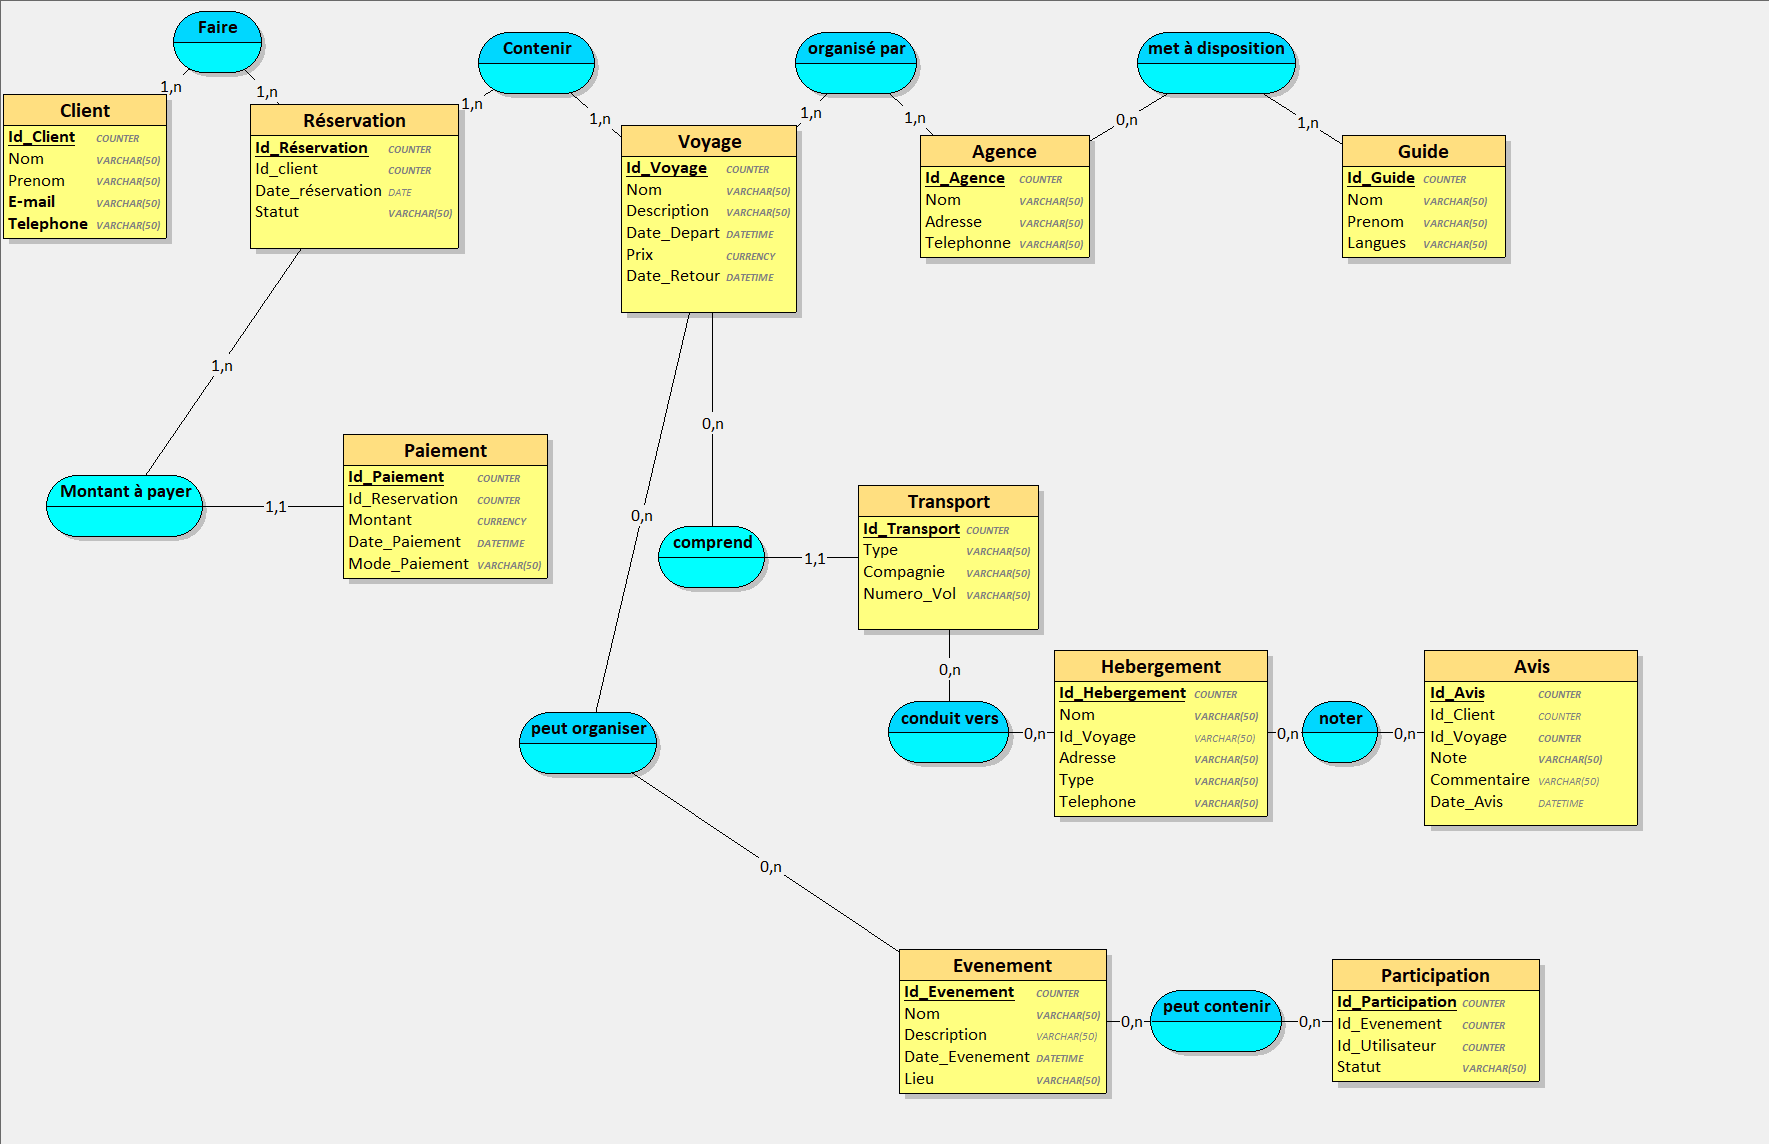 Faire
Contenir
organisé par
met à disposition
1,n
1,n
1,n
1,n
1,n
1,n
0,n
1,n
Client
Id_Client COUNTER
Nom VARCHAR(50)
Prenom VARCHAR(50)
E-mail VARCHAR(50)
Telephone VARCHAR(50)
Réservation
Id_Réservation COUNTER
Id_client COUNTER
Date_réservation DATE
Statut VARCHAR(50)
Voyage
Id_Voyage COUNTER
Nom VARCHAR(50)
Description VARCHAR(50)
Date_Depart DATETIME
Prix CURRENCY
Date_Retour DATETIME
Agence
Id_Agence COUNTER
Nom VARCHAR(50)
Adresse VARCHAR(50)
Telephonne VARCHAR(50)
Guide
Id_Guide COUNTER
Nom VARCHAR(50)
Prenom VARCHAR(50)
Langues VARCHAR(50)
1,n
0,n
0,n
Montant à payer
1,1
Paiement
Id_Paiement COUNTER
Id_Reservation COUNTER
Montant CURRENCY
Date_Paiement DATETIME
Mode_Paiement VARCHAR(50)
comprend
1,1
Transport
Id_Transport COUNTER
Type VARCHAR(50)
Compagnie VARCHAR(50)
Numero_Vol VARCHAR(50)
0,n
peut organiser
conduit vers
0,n
Hebergement
Id_Hebergement COUNTER
Nom VARCHAR(50)
Id_Voyage VARCHAR(50)
Adresse VARCHAR(50)
Type VARCHAR(50)
Telephone VARCHAR(50)
0,n
noter
0,n
Avis
Id_Avis COUNTER
Id_Client COUNTER
Id_Voyage COUNTER
Note VARCHAR(50)
Commentaire VARCHAR(50)
Date_Avis DATETIME
0,n
Evenement
Id_Evenement COUNTER
Nom VARCHAR(50)
Description VARCHAR(50)
Date_Evenement DATETIME
Lieu VARCHAR(50)
0,n
peut contenir
0,n
Participation
Id_Participation COUNTER
Id_Evenement COUNTER
Id_Utilisateur COUNTER
Statut VARCHAR(50)